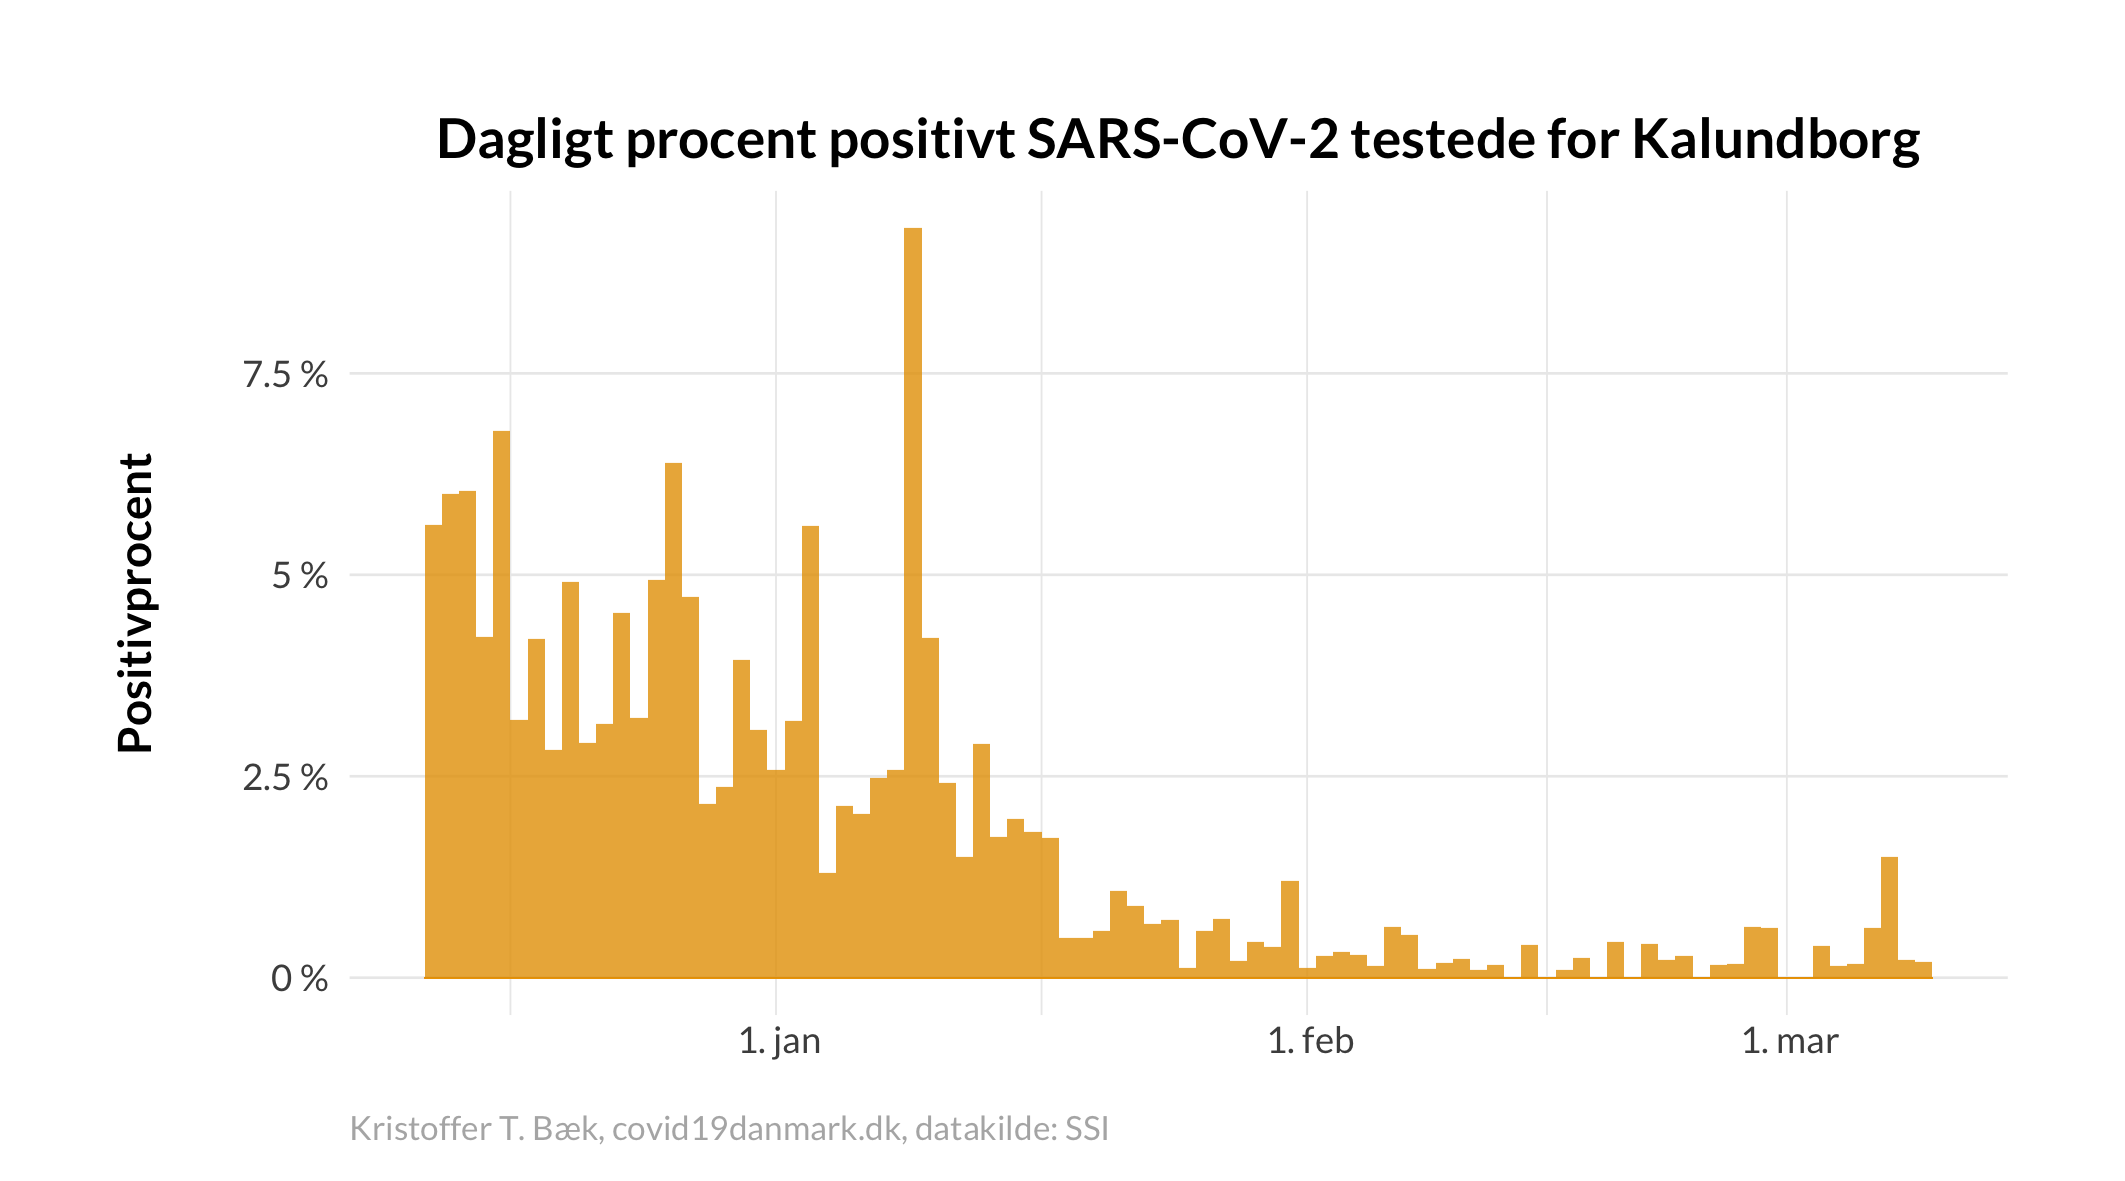 Dagligt procent positivt SARS-CoV-2 testede for Kalundborg
Positivprocent
7.5 %
5 %
2.5 %
0 %
1. jan
1. feb
1. mar
Kristoffer T. Bæk, covid19danmark.dk, datakilde: SSI